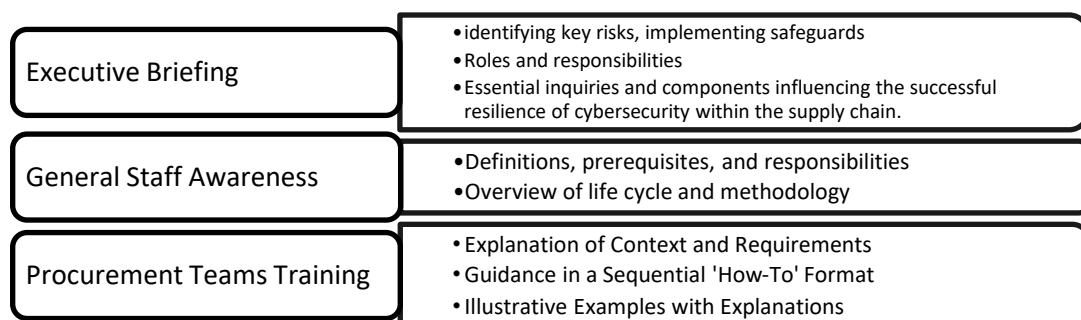 Executive Briefing
•identifying key risks, implementing safeguards
•Roles and responsibilities
•Essential inquiries and components influencing the successful
resilience of cybersecurity within the supply chain.
General Staff Awareness
•Definitions, prerequisites, and responsibilities
•Overview of life cycle and methodology
Procurement Teams Training
•Explanation of Context and Requirements
•Guidance in a Sequential 'How-To' Format
•Illustrative Examples with Explanations